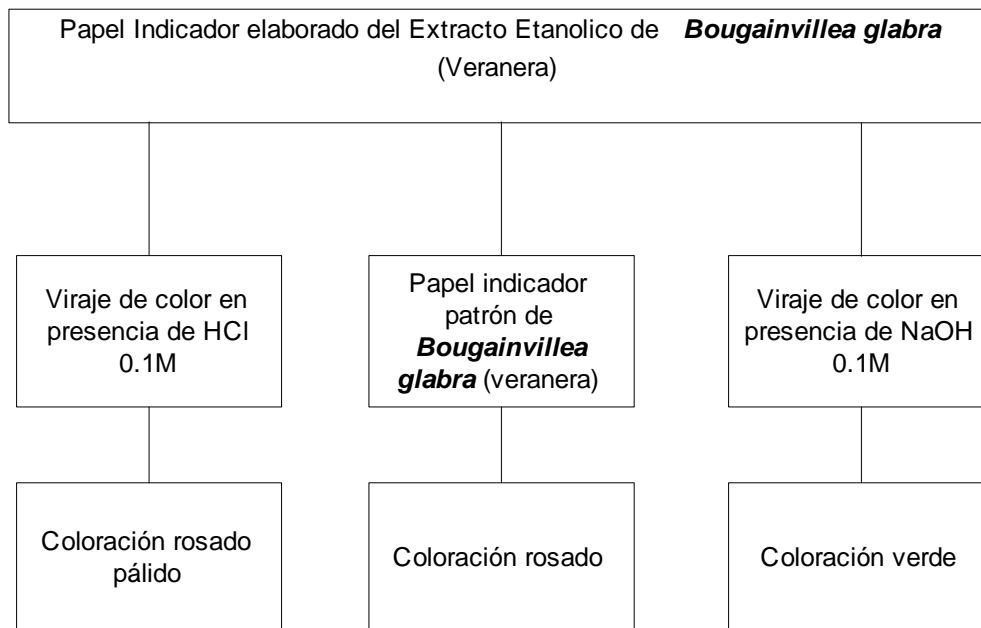 Papel Indicador elaborado del Extracto Etanolico de Bougainvillea glabra
(Veranera)
Viraje de color en
presencia de HCl
0.1M
Papel indicador
patrón de
Bougainvillea
glabra (veranera)
Viraje de color en
presencia de NaOH
0.1M
Coloración rosado
pálido
Coloración rosado
Coloración verde